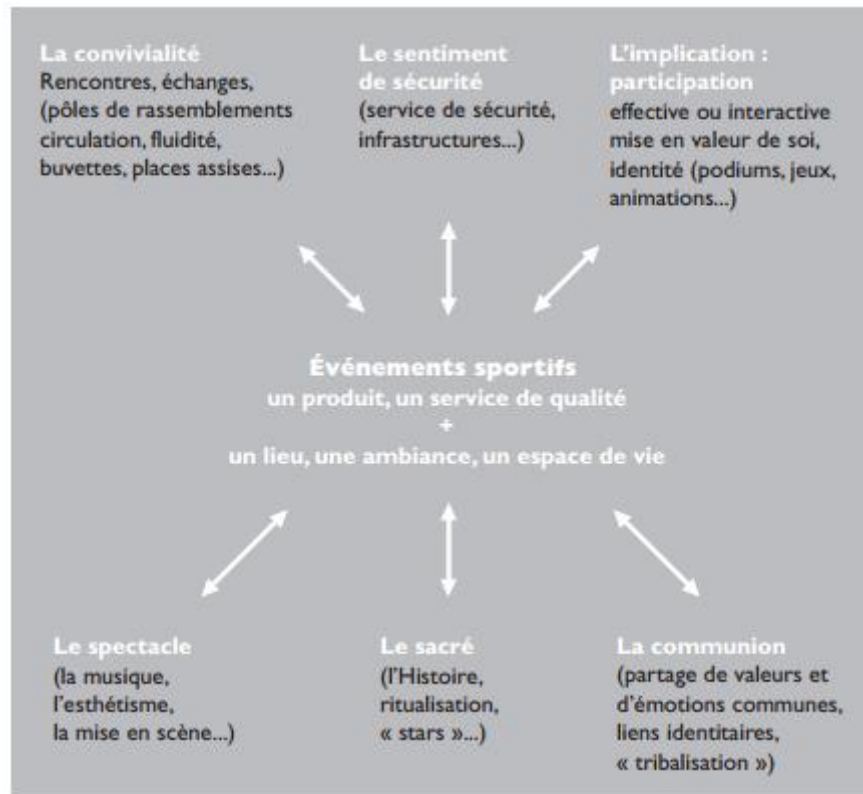 La convivialité
Rencontres, échanges,
(pôles de rassemblements
circulation, fluidité,
buvettes, places assises...)
Le sentiment
de sécurité
(service de sécurité,
infrastructures...)
L'implication :
participation
effective ou interactive
mise en valeur de soi,
identité (podiums, jeux,
animations...)
Événements sportifs
un produit, un service de qualité
+
un lieu, une ambiance, un espace de vie
Le spectacle
(la musique,
l'esthétisme,
la mise en scène...)
Le sacré
(l'Histoire,
ritualisation,
« stars »...)
La communion
(partage de valeurs et
d'émotions communes,
liens identitaires,
« tribalisation »)